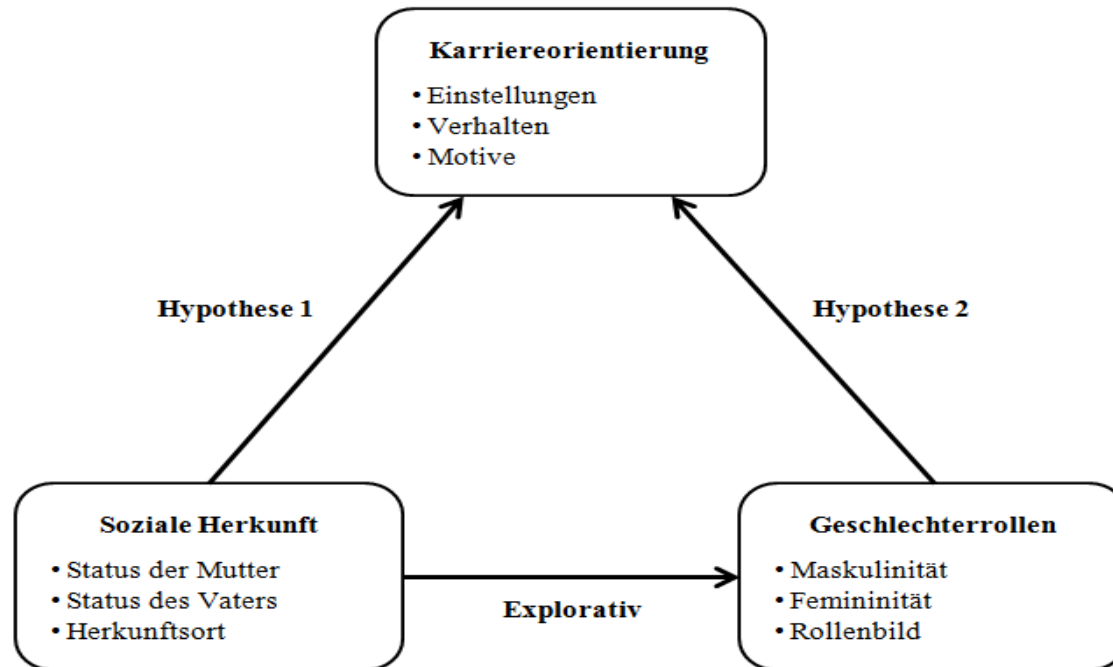 Karriereorientierung
• Einstellungen
• Verhalten
• Motive
Hypothese 1
Hypothese 2
Soziale Herkunft
• Status der Mutter
• Status des Vaters
• Herkunftsort
Explorativ
Geschlechterrollen
• Maskulinität
• Femininität
• Rollenbild